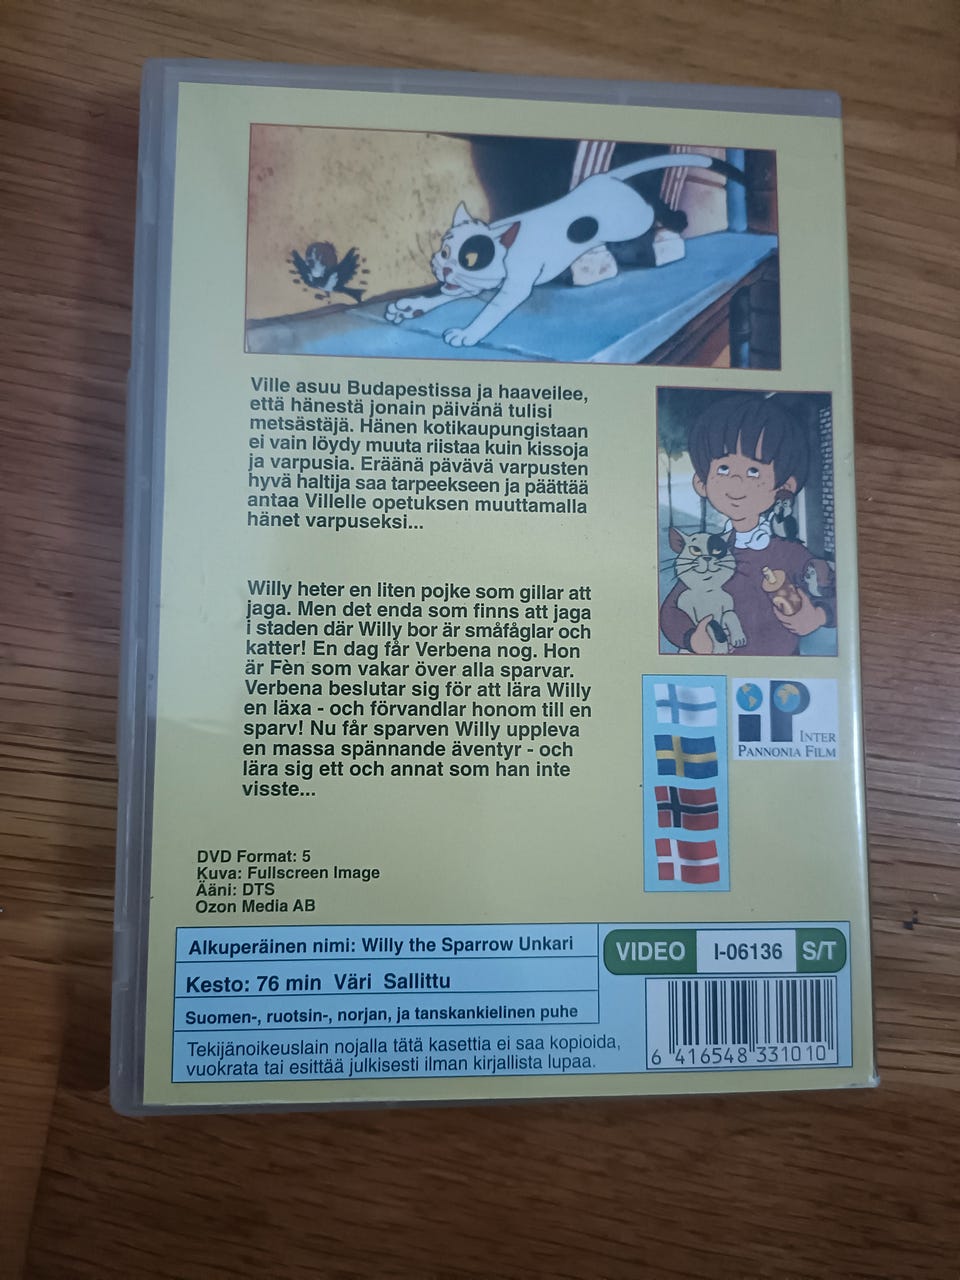 Ville asuu Budapestissa ja haaveilee,
että hänestä jonain päivänä tulisi
metsästäjä. Hänen kotikaupungistaan
ei vain löydy muuta riistaa kuin kissoja
ja varpusia. Eräänä pävävä varpusten
hyvä haltija saa tarpeekseen ja päättää
antaa Villelle opetuksen muuttamalla
hänet varpuseksi...
Willy heter en liten pojke som gillar att
jaga. Men det enda som finns att jaga
i staden där Willy bor är småfåglar och
katter! En dag får Verbena nog. Hon
är Fèn som vakar över alla sparvar.
Verbena beslutar sig för att lära Willy
en läxa - och förvandlar honom till en
sparv! Nu får sparven Willy uppleva
en massa spännande äventyr - och
lära sig ett och annat som han inte
visste...
iP INTER
PANNONIA FILM
DVD Format: 5
Kuva: Fullscreen Image
Ääni: DTS
Ozon Media AB
Alkuperäinen nimi: Willy the Sparrow Unkari
Kesto: 76 min Väri Sallittu
Suomen-, ruotsin-, norjan, ja tanskankielinen puhe
Tekijänoikeuslain nojalla tätä kasettia ei saa kopioida,
vuokrata tai esittää julkisesti ilman kirjallista lupaa.
VIDEO I-06136 S/T
6 416548 331010